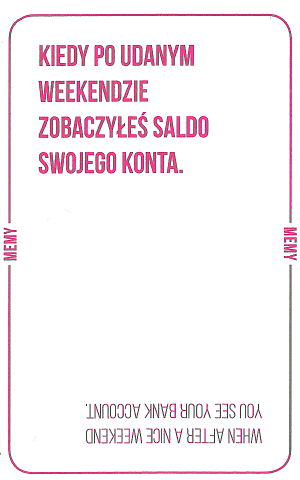 KIEDY PO UDANYM
WEEKENDZIE
ZOBACZYŁEŚ SALDO
SWOJEGO KONTA.
MEMY
MEMY
WHEN AFTER A NICE WEEKEND
YOU SEE YOUR BANK ACCOUNT.